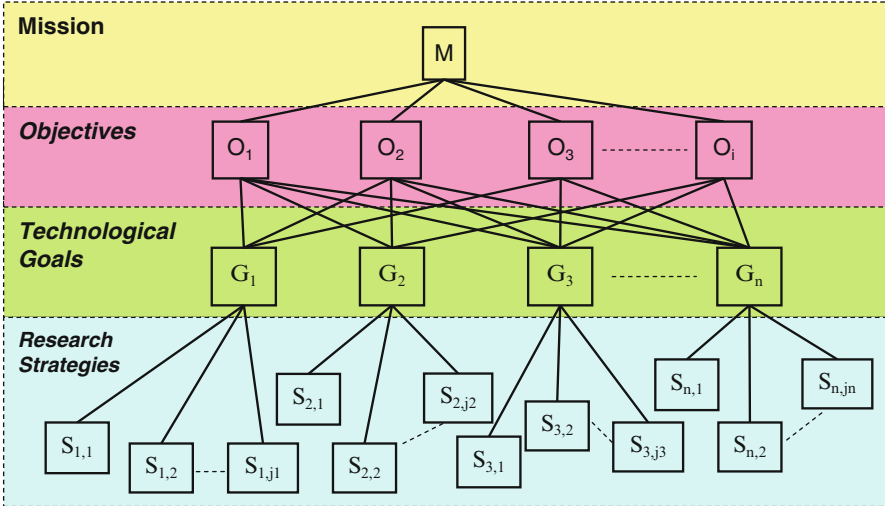 Mission
M
Objectives
O1 O2 O3 Oi
Technological
Goals
G1 G2 G3 Gn
Research
Strategies
S1,1 S1,2 S1,j1
S2,1 S2,2 S2,j2
S3,1 S3,2 S3,j3
Sn,1 Sn,2 Sn,jn